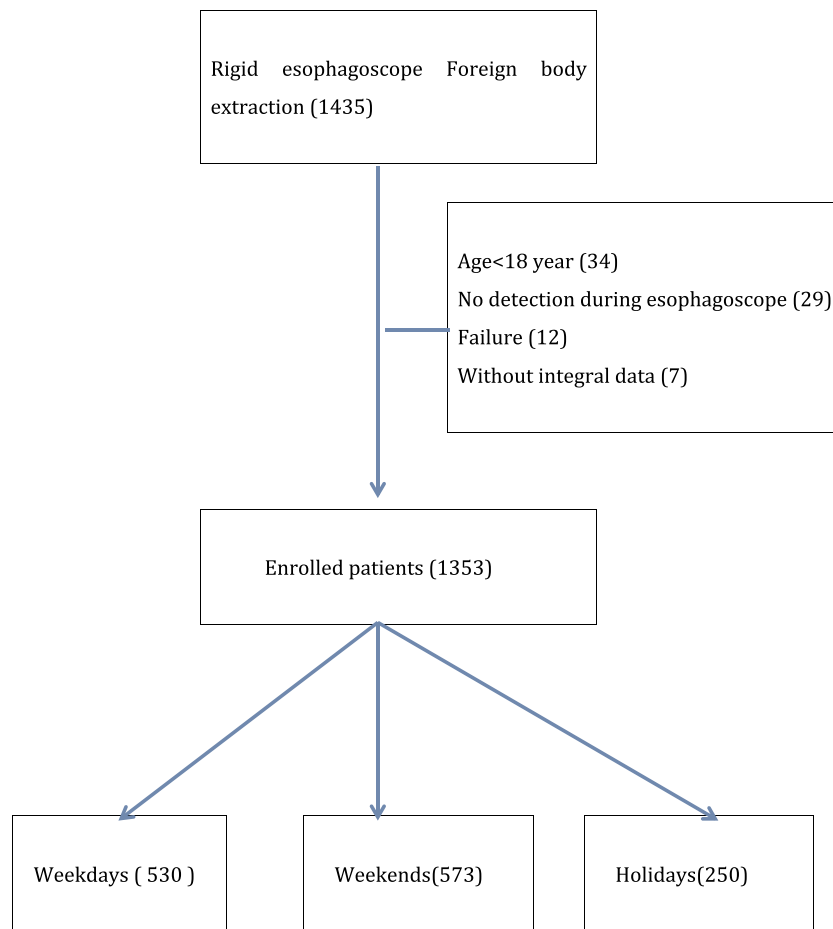 Rigid esophagoscope Foreign body
extraction (1435)
Age<18 year (34)
No detection during esophagoscope (29)
Failure (12)
Without integral data (7)
Enrolled patients (1353)
Weekdays ( 530 )
Weekends(573)
Holidays(250)